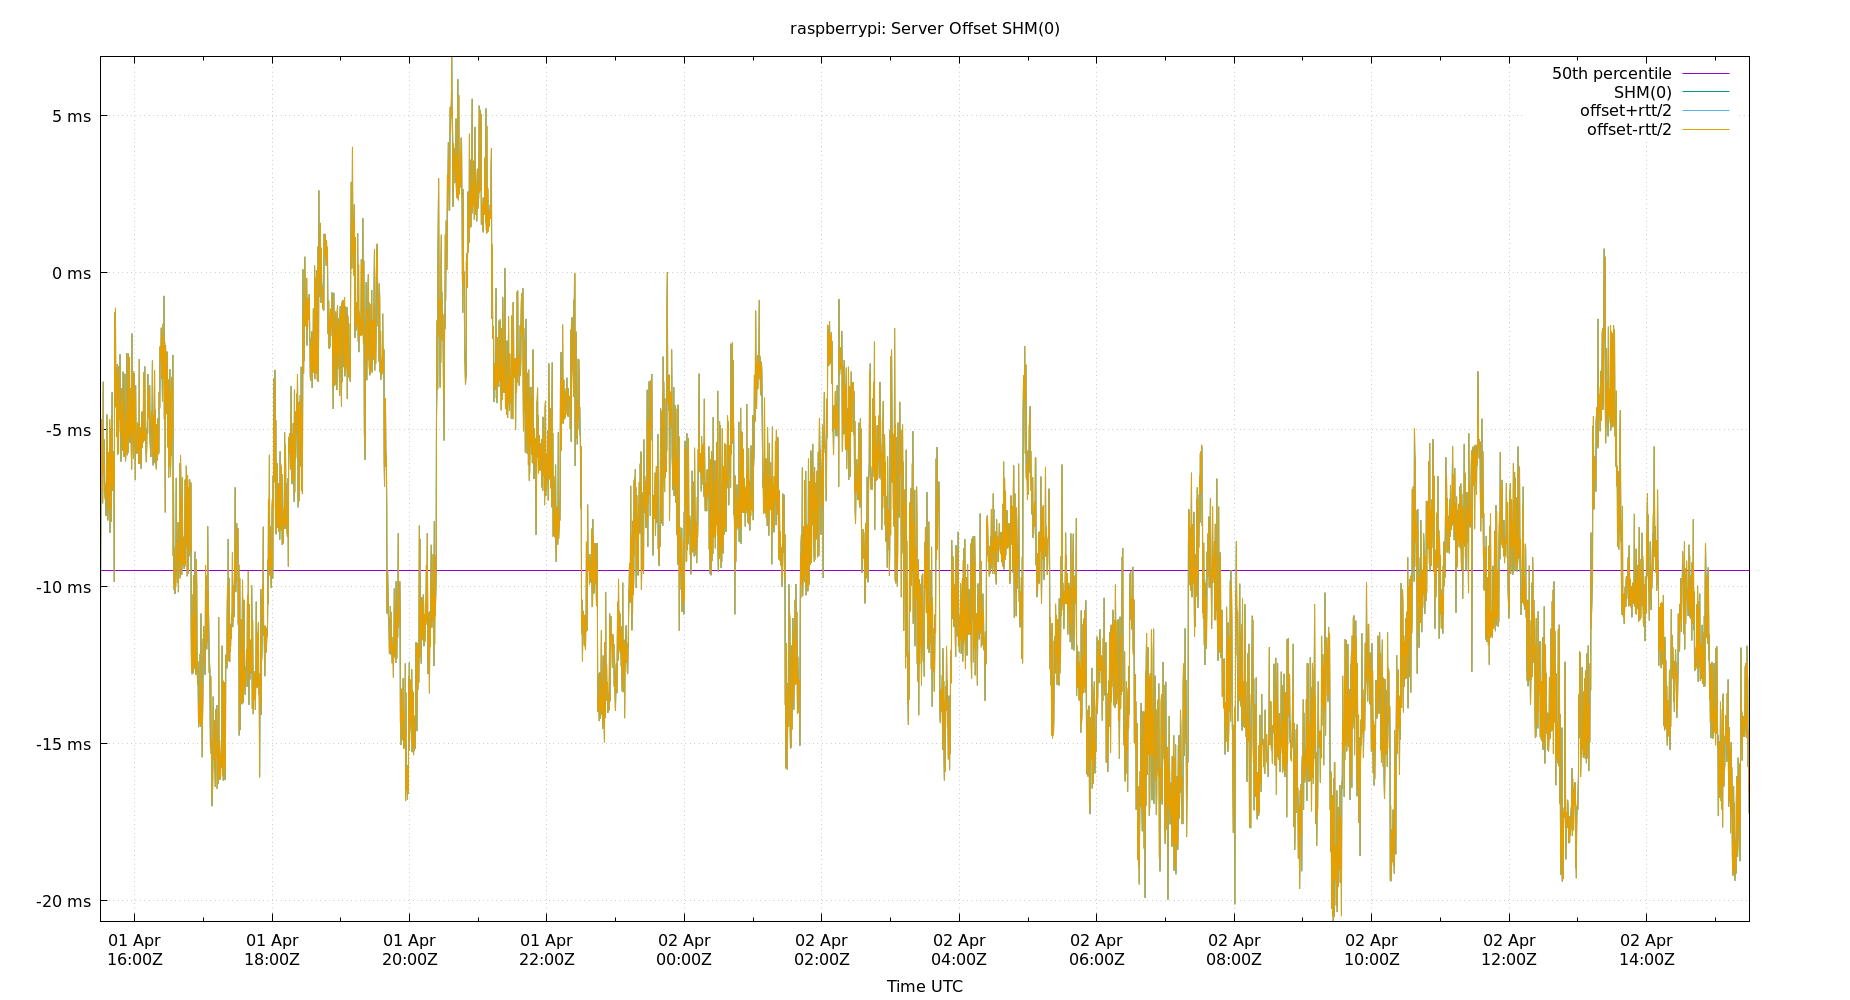 raspberrypi: Server Offset SHM(0)
50th percentile
SHM(0)
offset+rtt/2
offset-rtt/2
5 ms
0 ms
-5 ms
-10 ms
-15 ms
-20 ms
01 Apr 01 Apr 01 Apr 01 Apr 02 Apr 02 Apr 02 Apr 02 Apr 02 Apr 02 Apr 02 Apr 02 Apr
16:00Z 18:00Z 20:00Z 22:00Z 00:00Z 02:00Z 04:00Z 06:00Z 08:00Z 10:00Z 12:00Z 14:00Z
Time UTC